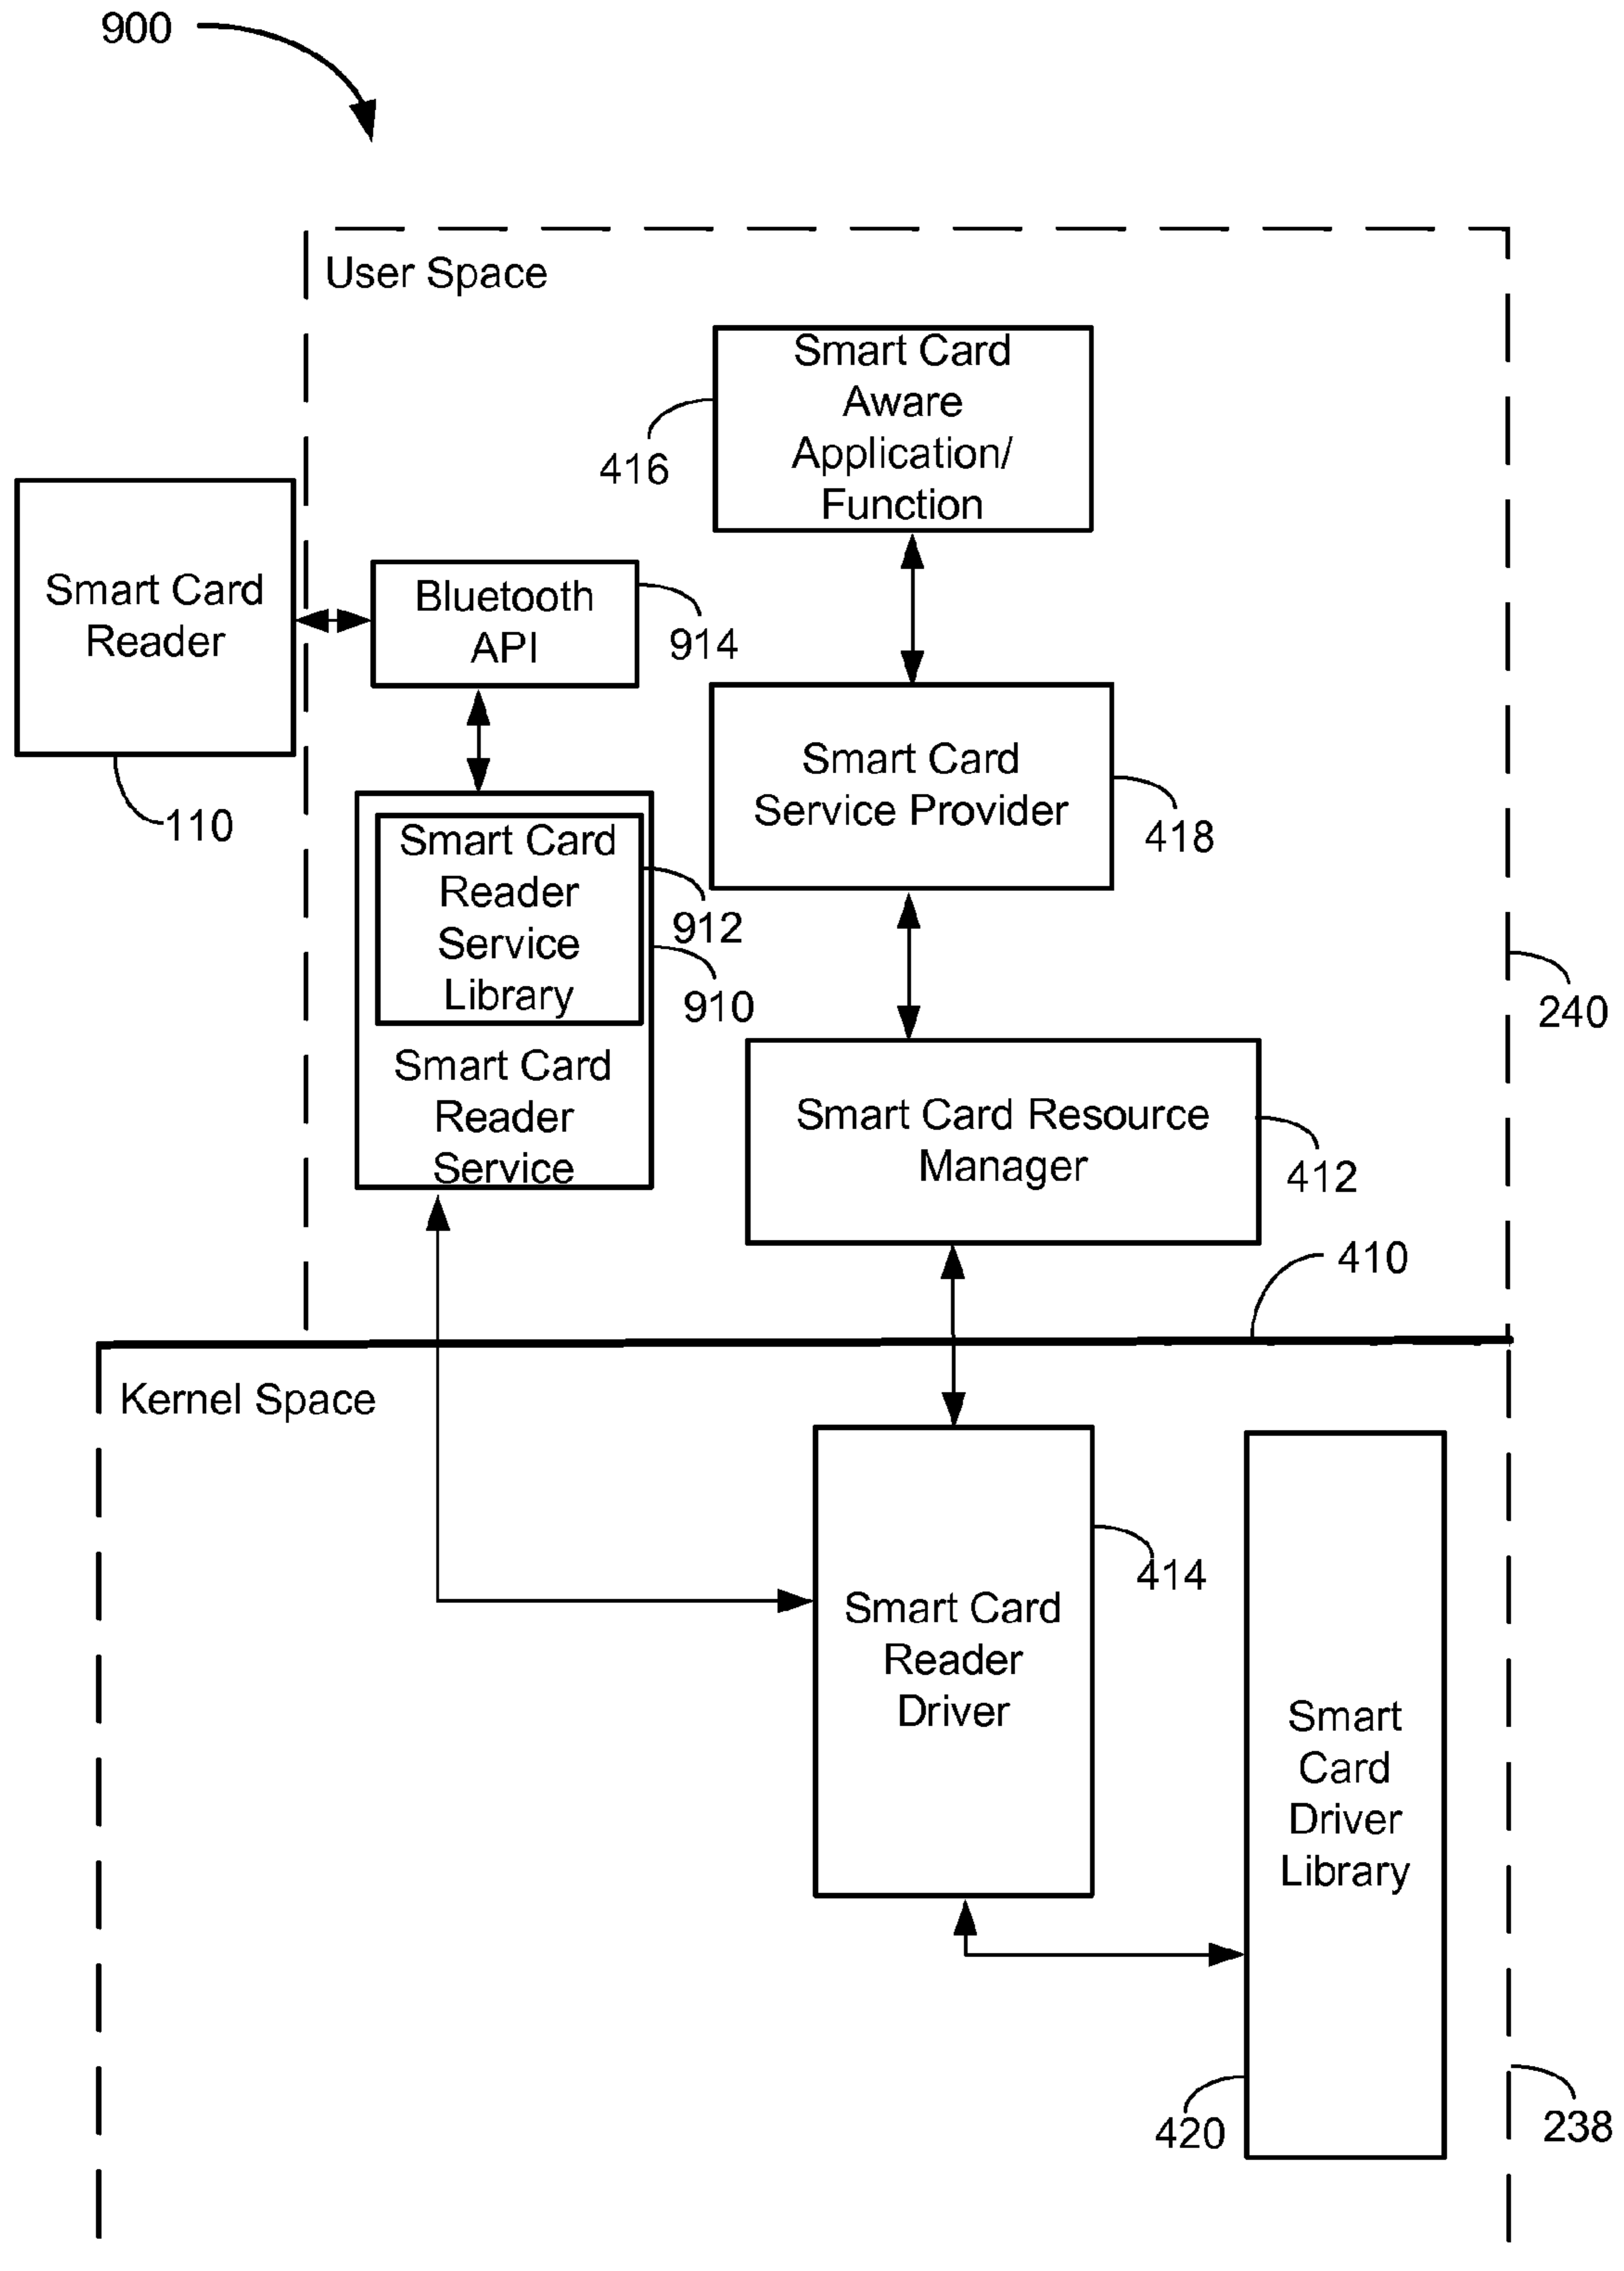 900
User Space
Smart Card
Aware
Application/
Function
416
Smart Card
Reader
110
Bluetooth
API
914
Smart Card
Service Provider
418
Smart Card
Reader
Service
Library
912
910
Smart Card
Reader
Service
240
Smart Card Resource
Manager
412
410
Kernel Space
414
Smart Card
Reader
Driver
Smart
Card
Driver
Library
420
238